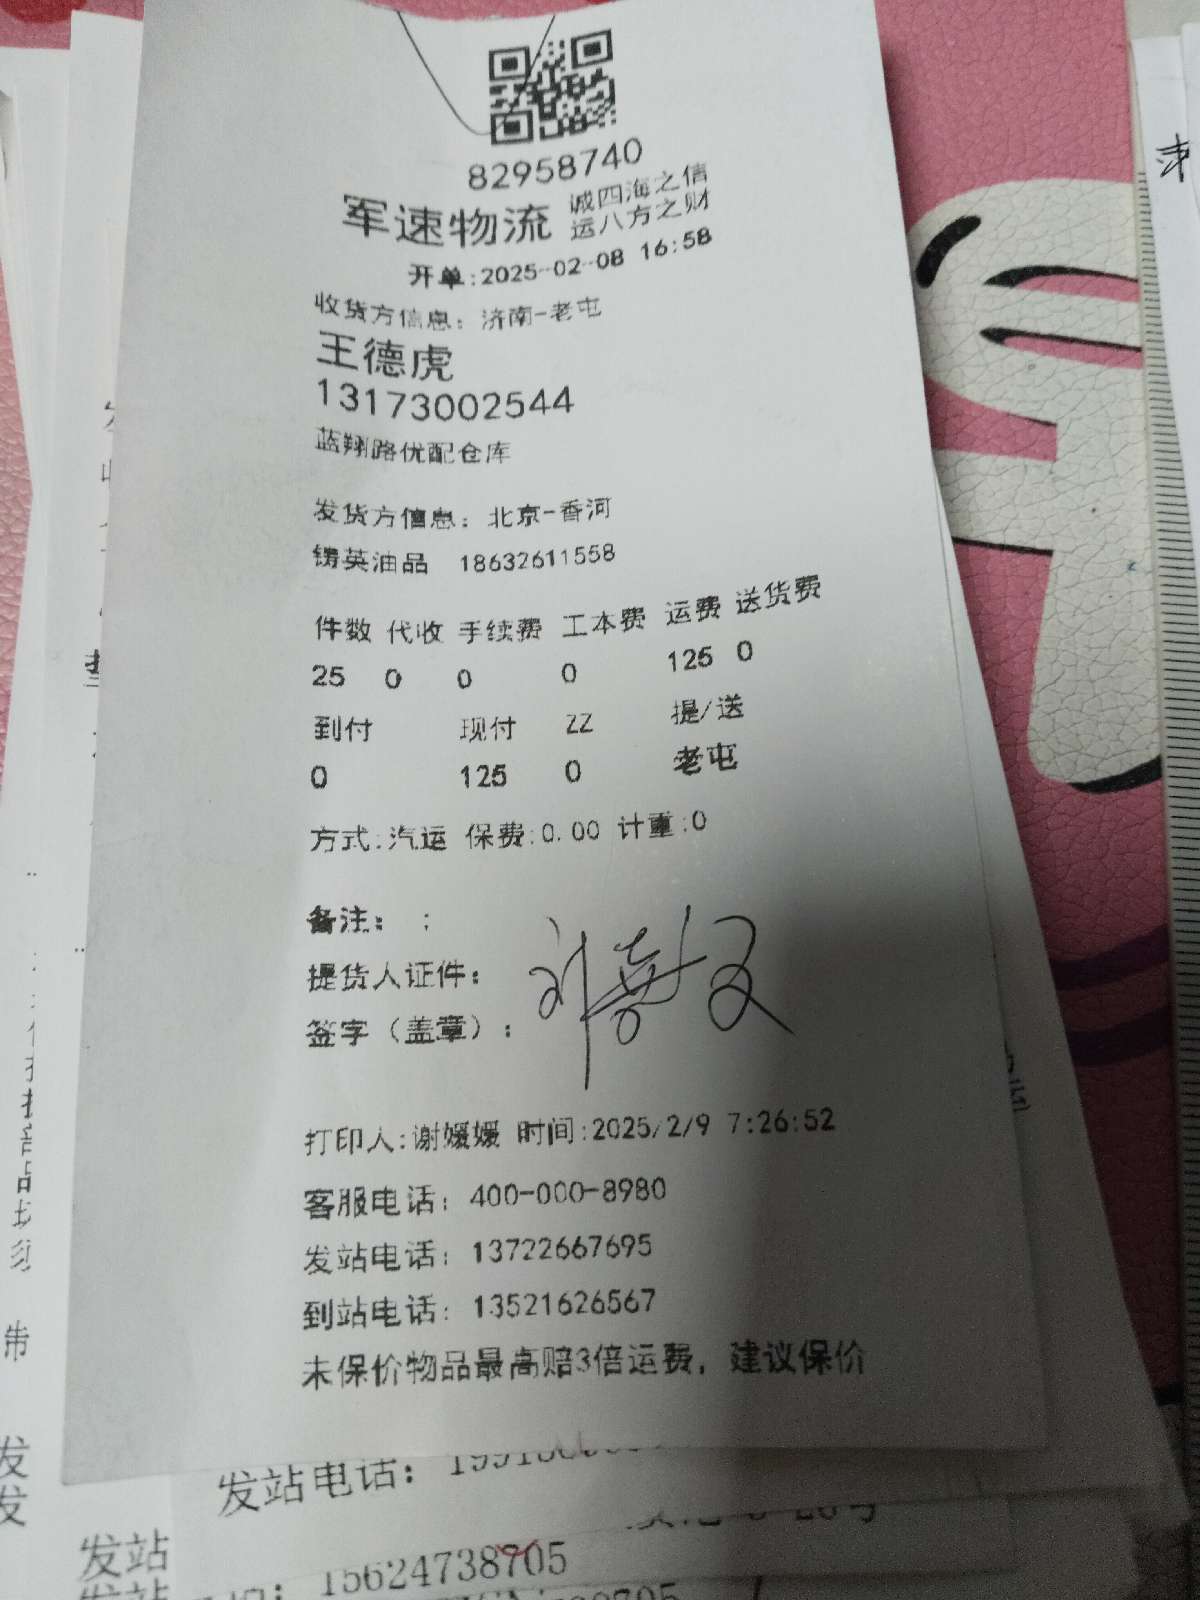 82958740
军速物流 诚四海之信
运八方之财
开单:2025-02-08 16:58
收货方信息: 济南-老屯
王德虎
13173002544
蓝翔路优配仓库
发货方信息: 北京-香河
铸英油品 18632611558
件数 代收 手续费 工本费 运费 送货费
25 0 0 0 125 0
到付 现付 ZZ 提/送
0 125 0 老屯
方式:汽运 保费:0.00 计重:0
备注: ;
提货人证件:
签字(盖章):
打印人:谢媛媛 时间:2025/2/9 7:26:52
客服电话: 400-000-8980
发站电话: 13722667695
到站电话: 13521626567
未保价物品最高赔3倍运费, 建议保价
发站电话:
发站
15624738705